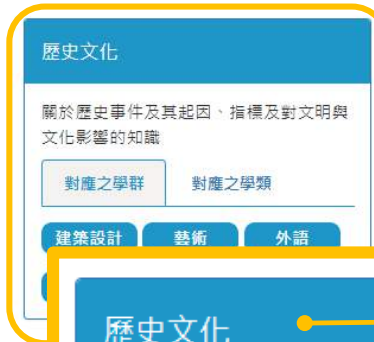 歷史文化
關於歷史事件及其起因、指標及對文明與
文化影響的知識
對應之學群 對應之學類
建築設計 藝術 外語
歷史文化